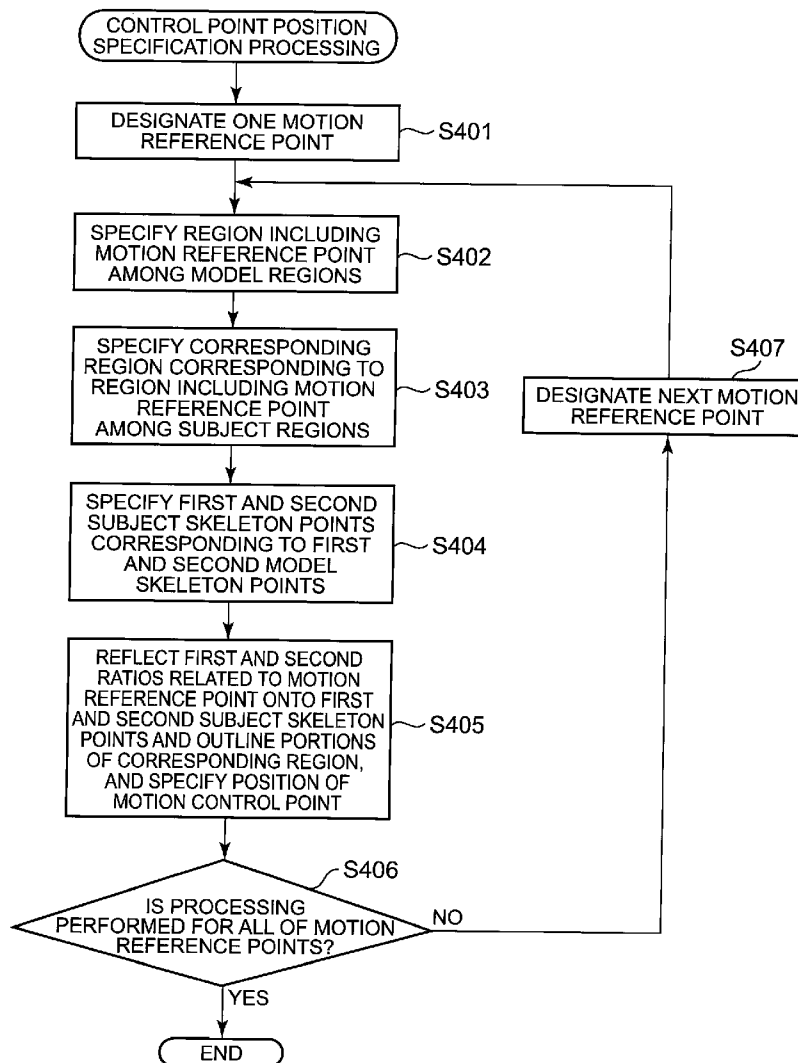 CONTROL POINT POSITION
SPECIFICATION PROCESSING
DESIGNATE ONE MOTION
REFERENCE POINT
S401
SPECIFY REGION INCLUDING
MOTION REFERENCE POINT
AMONG MODEL REGIONS
S402
SPECIFY CORRESPONDING
REGION CORRESPONDING TO
REGION INCLUDING MOTION
REFERENCE POINT
AMONG SUBJECT REGIONS
S403
S407
DESIGNATE NEXT MOTION
REFERENCE POINT
SPECIFY FIRST AND SECOND
SUBJECT SKELETON POINTS
CORRESPONDING TO FIRST
AND SECOND MODEL
SKELETON POINTS
S404
REFLECT FIRST AND SECOND
RATIOS RELATED TO MOTION
REFERENCE POINT ONTO FIRST
AND SECOND SUBJECT SKELETON
POINTS AND OUTLINE PORTIONS
OF CORRESPONDING REGION,
AND SPECIFY POSITION OF
MOTION CONTROL POINT
S405
S406
IS PROCESSING
PERFORMED FOR ALL OF MOTION
REFERENCE POINTS?
NO
YES
END